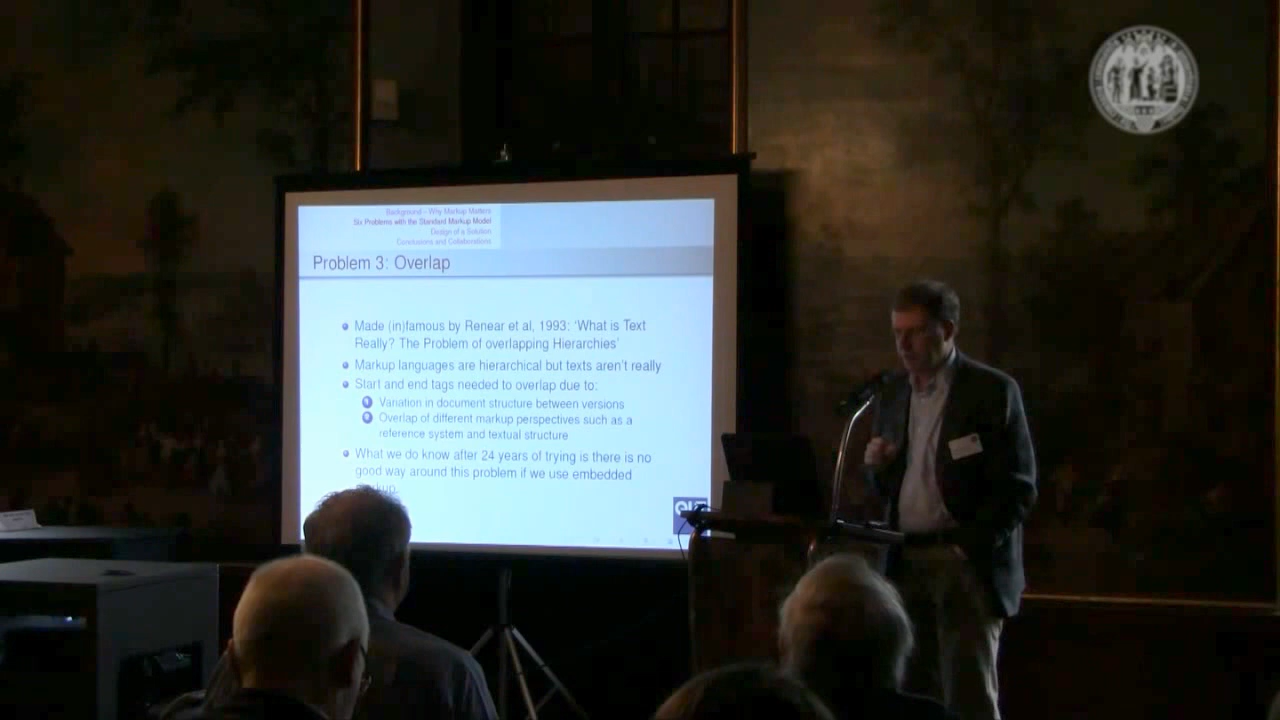 Background – Why Markup Matters
Six Problems with the Standard Markup Model
Design of a Solution
Conclusions and Collaborations
Problem 3: Overlap
Made (in)famous by Renear et al, 1993: 'What is Text
Really? The Problem of overlapping Hierarchies'
Markup languages are hierarchical but texts aren't really
Start and end tags needed to overlap due to:
1 Variation in document structure between versions
2 Overlap of different markup perspectives such as a
reference system and textual structure
What we do know after 24 years of trying is there is no
good way around this problem if we use embedded